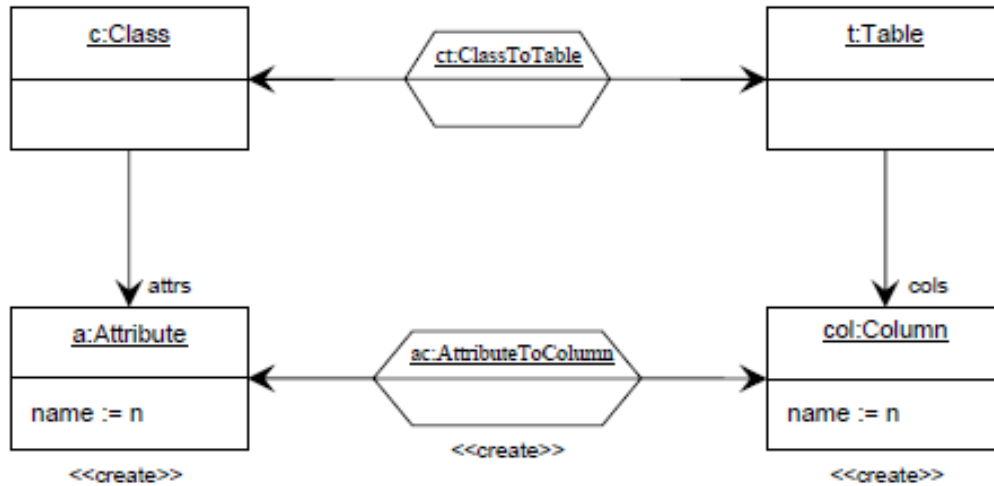 c:Class
ct:ClassToTable
t:Table
attrs
cols
a:Attribute
ac:AttributeToColumn
col:Column
name := n
name := n
<<create>>
<<create>>
<<create>>